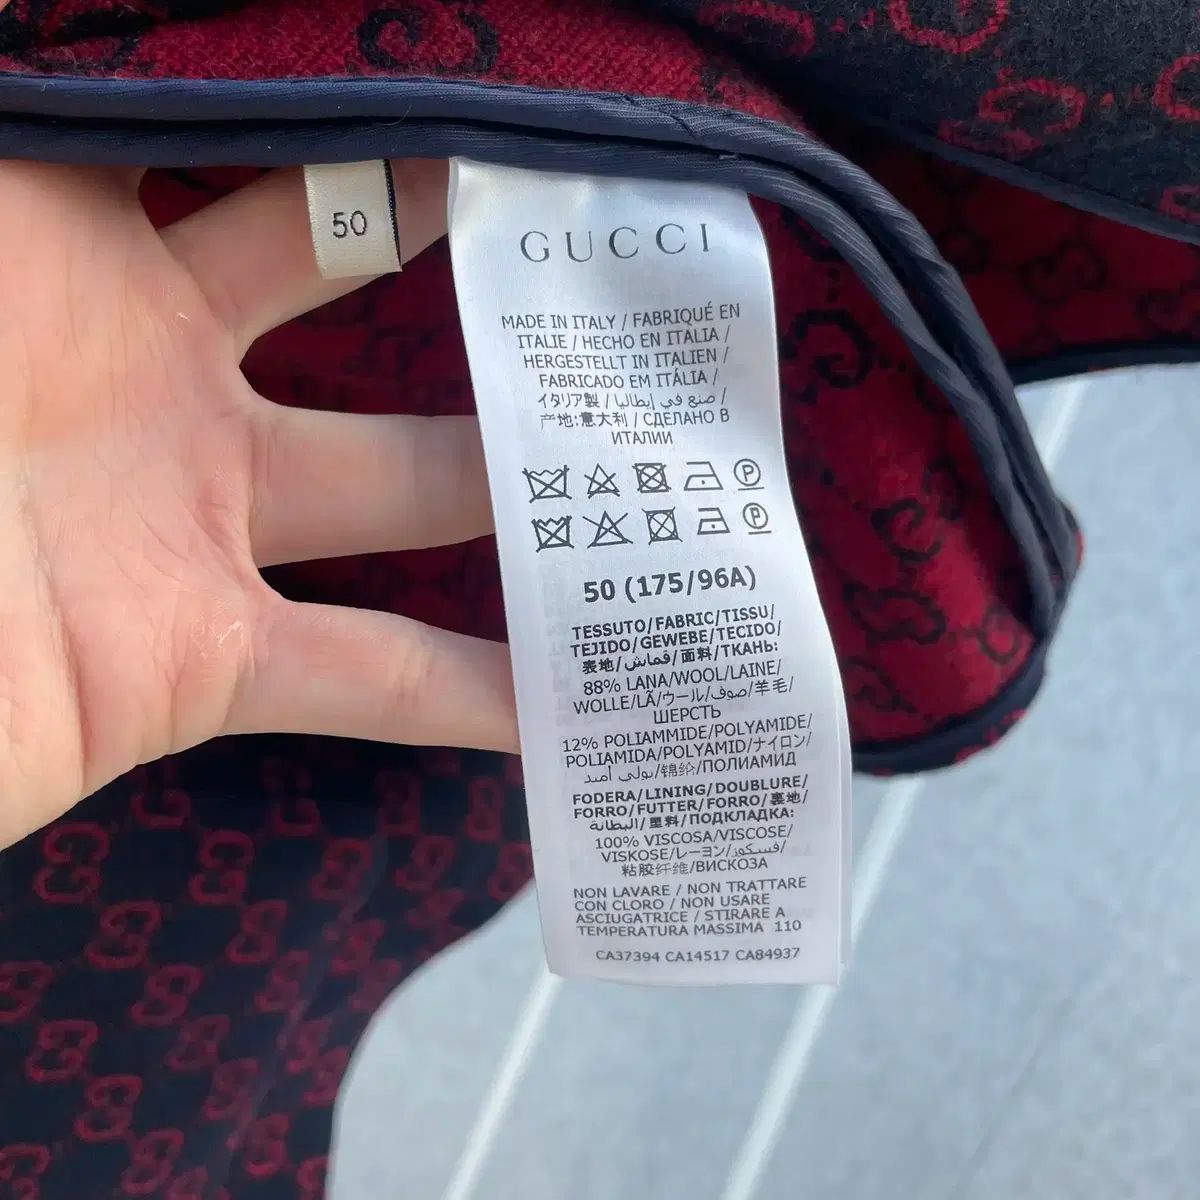 50
GUCCI
MADE IN ITALY / FABRIQUÉ EN
ITALIE / HECHO EN ITALIA /
HERGESTELLT IN ITALIEN /
FABRICADO EM ITÁLIA /
イタリア製 / صنع في إيطاليا /
产地:意大利 / СДЕЛАНО В
ИТАЛИИ
P
P
50 (175/96A)
TESSUTO/FABRIC/TISSU/
TEJIDO/GEWEBE/TECIDO/
表地/قماش/面料/ТКАНЬ:
88% LANA/WOOL/LAINE/
WOLLE/LÃ/ウール/صوف/羊毛/
ШЕРСТЬ
12% POLIAMMIDE/POLYAMIDE/
POLIAMIDA/POLYAMID/ナイロン/
بولي أميد/锦纶/ПОЛИАМИД
FODERA/LINING/DOUBLURE/
FORRO/FUTTER/FORRO/裏地/
البطانة/里料/ПОДКЛАДКА:
100% VISCOSA/VISCOSE/
VISKOSE/レーヨン/فسكوز/
粘胶纤维/ВИСКОЗА
NON LAVARE / NON TRATTARE
CON CLORO / NON USARE
ASCIUGATRICE / STIRARE A
TEMPERATURA MASSIMA 110
CA37394 CA14517 CA84937